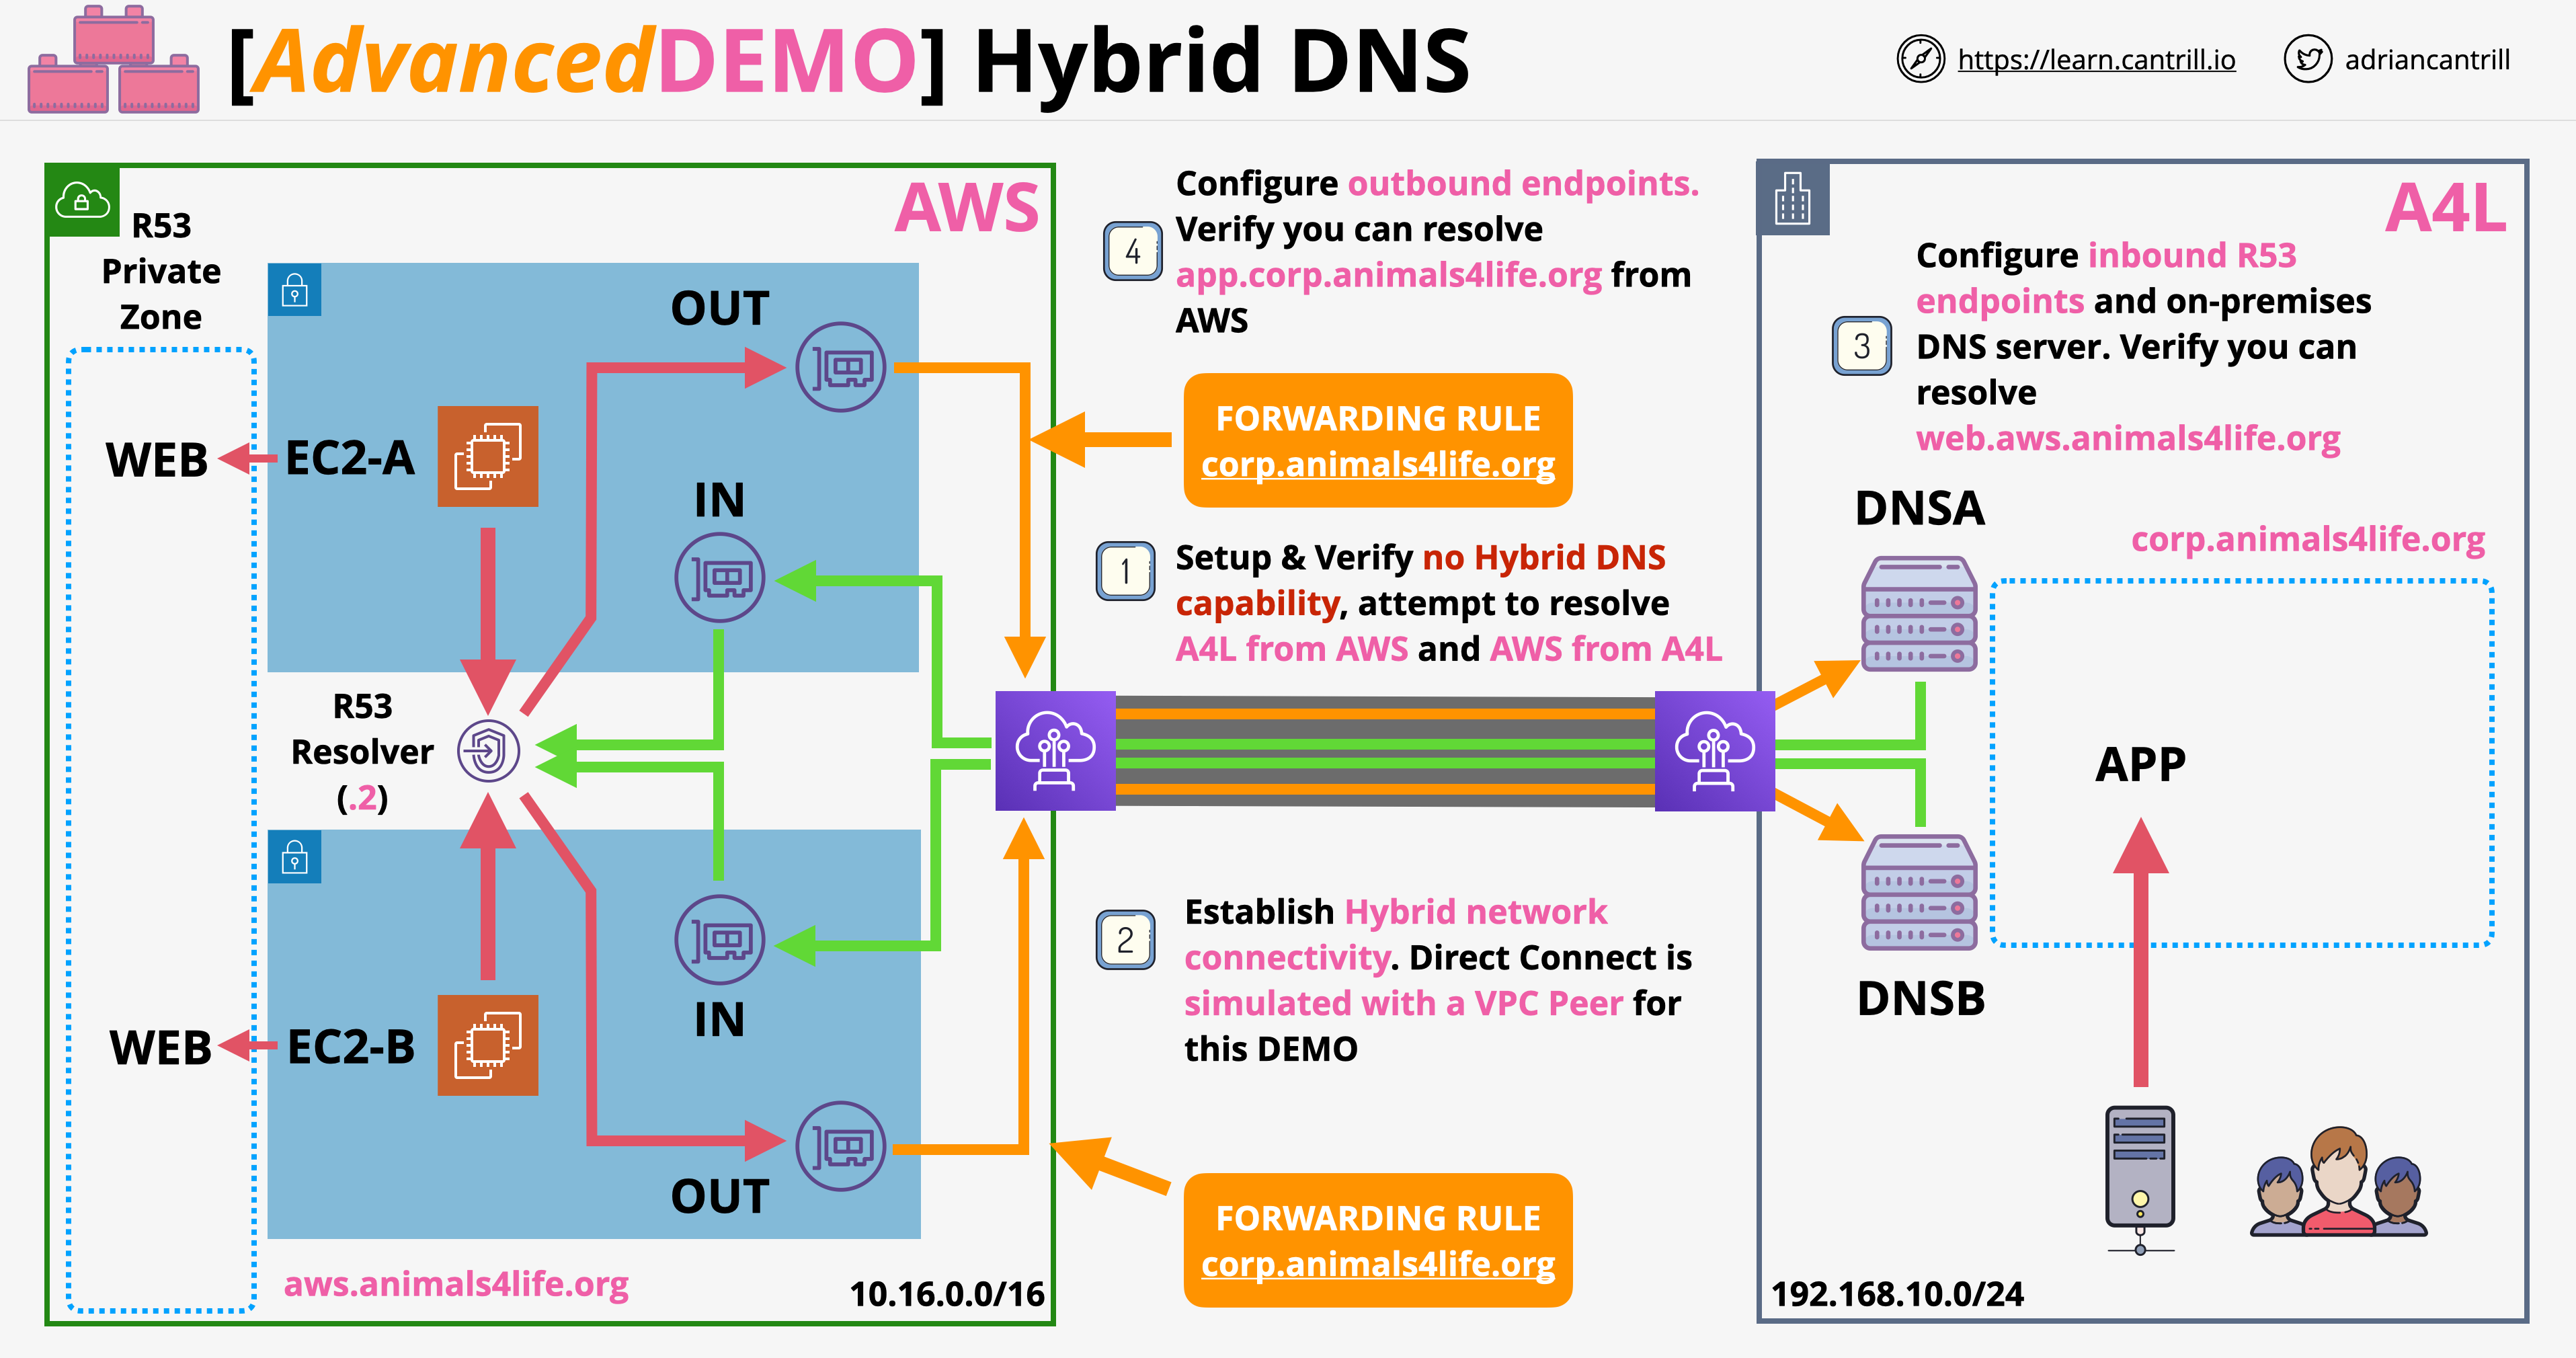 [AdvancedDEMO] Hybrid DNS
https://learn.cantrill.io
adriancantrill
AWS
R53
Private
Zone
OUT
WEB
EC2-A
IN
R53
Resolver
(.2)
WEB
EC2-B
IN
OUT
aws.animals4life.org
10.16.0.0/16
4
Configure outbound endpoints.
Verify you can resolve
app.corp.animals4life.org from
AWS
FORWARDING RULE
corp.animals4life.org
1
Setup & Verify no Hybrid DNS
capability, attempt to resolve
A4L from AWS and AWS from A4L
2
Establish Hybrid network
connectivity. Direct Connect is
simulated with a VPC Peer for
this DEMO
FORWARDING RULE
corp.animals4life.org
A4L
3
Configure inbound R53
endpoints and on-premises
DNS server. Verify you can
resolve
web.aws.animals4life.org
DNSA
corp.animals4life.org
APP
DNSB
192.168.10.0/24